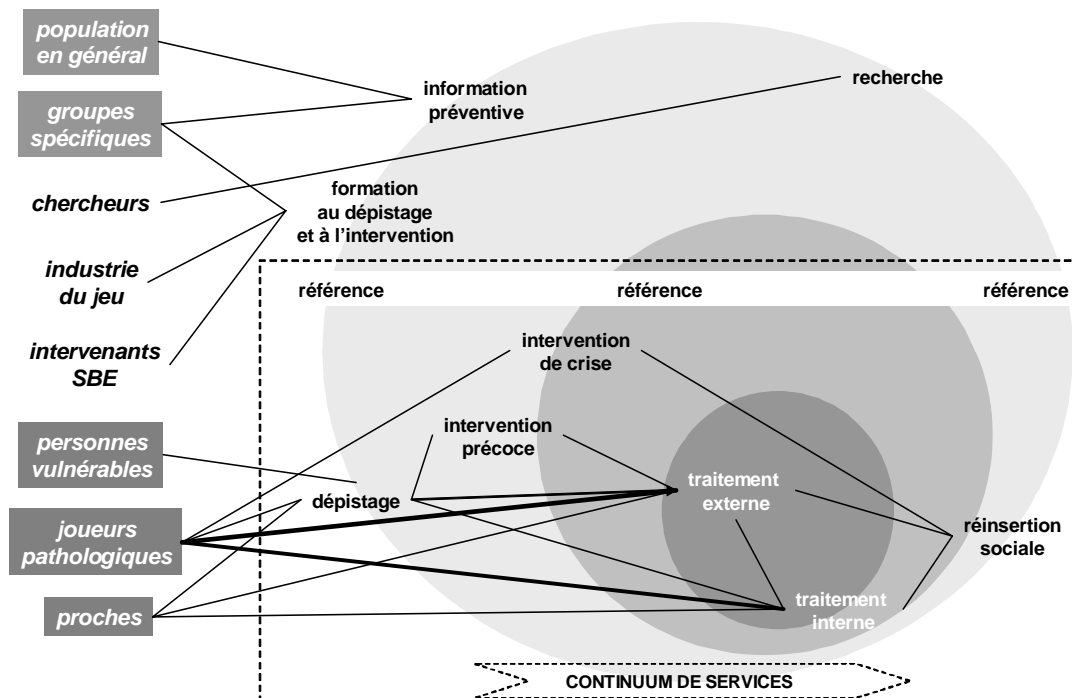 population
en général
groupes
spécifiques
chercheurs
industrie
du jeu
intervenants
SBE
personnes
vulnérables
joueurs
pathologiques
proches
information
préventive
recherche
formation
au dépistage
et à l'intervention
référence référence référence
intervention
de crise
intervention
précoce
dépistage
traitement
externe
réinsertion
sociale
traitement
interne
CONTINUUM DE SERVICES